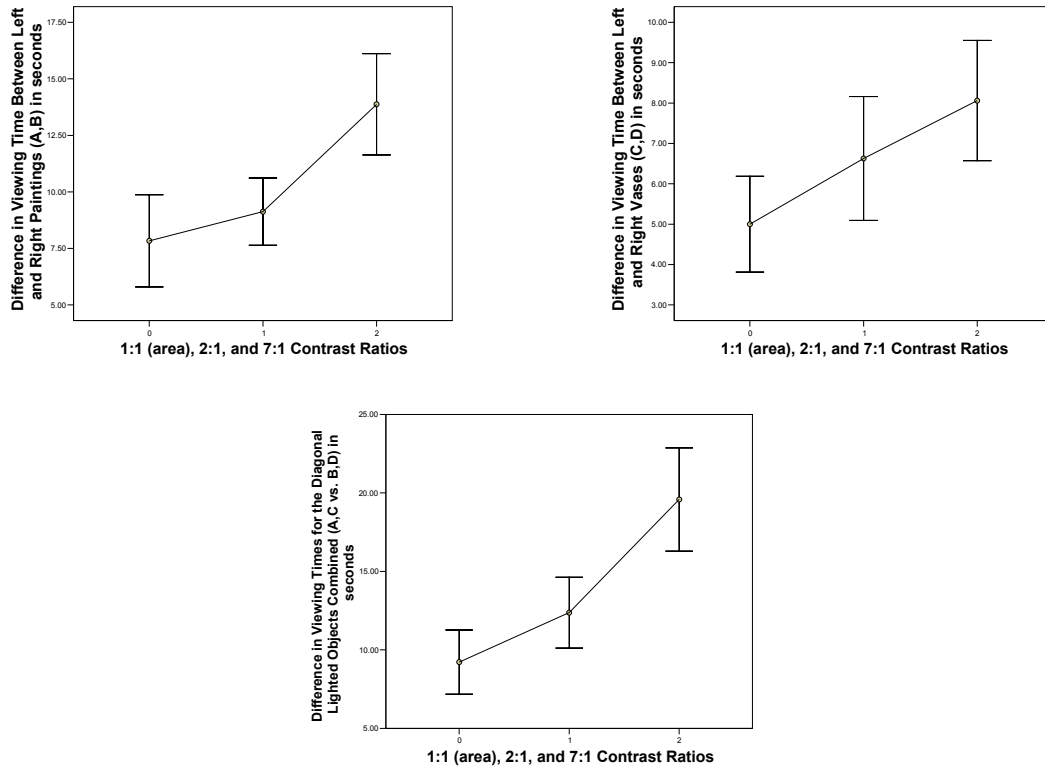 Difference in Viewing Time Between Left
and Right Paintings (A,B) in seconds
17.50
15.00
12.50
10.00
7.50
5.00
0 1 2
1:1 (area), 2:1, and 7:1 Contrast Ratios
Difference in Viewing Time Between Left
and Right Vases (C,D) in seconds
10.00
9.00
8.00
7.00
6.00
5.00
4.00
3.00
0 1 2
1:1 (area), 2:1, and 7:1 Contrast Ratios
Difference in Viewing Times for the Diagonal
Lighted Objects Combined (A,C vs. B,D) in
seconds
25.00
20.00
15.00
10.00
5.00
0 1 2
1:1 (area), 2:1, and 7:1 Contrast Ratios